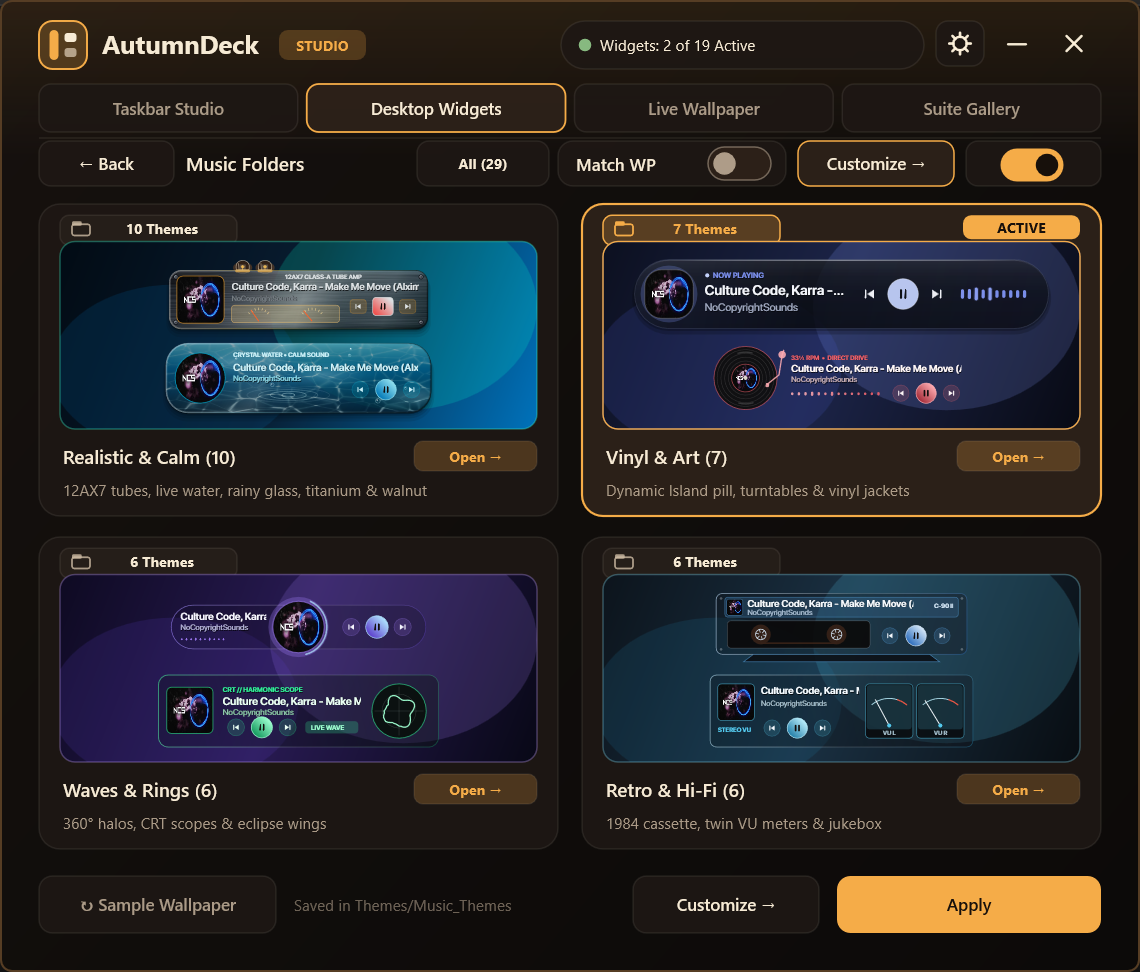 AutumnDeck
STUDIO
Widgets: 2 of 19 Active
Taskbar Studio
Desktop Widgets
Live Wallpaper
Suite Gallery
← Back
Music Folders
All (29)
Match WP
Customize →
10 Themes
12AX7 CLASS-A TUBE AMP
Culture Code, Karra - Make Me Move (Alxim
NoCopyrightSounds
NCS
CRYSTAL WATER • CALM SOUND
Culture Code, Karra - Make Me Move (Alx
NoCopyrightSounds
NCS
Realistic & Calm (10)
Open →
12AX7 tubes, live water, rainy glass, titanium & walnut
7 Themes
ACTIVE
NCS
• NOW PLAYING
Culture Code, Karra -...
NoCopyrightSounds
33⅓ RPM • DIRECT DRIVE
Culture Code, Karra - Make Me Move (
NoCopyrightSounds
Vinyl & Art (7)
Open →
Dynamic Island pill, turntables & vinyl jackets
6 Themes
Culture Code, Karra
NoCopyrightSounds
NCS
CRT // HARMONIC SCOPE
Culture Code, Karra - Make M
NoCopyrightSounds
NCS
LIVE WAVE
Waves & Rings (6)
Open →
360° halos, CRT scopes & eclipse wings
6 Themes
Culture Code, Karra - Make Me Move (
NoCopyrightSounds
C-90 II
Culture Code, Karra - M
NoCopyrightSounds
NCS
STEREO VU
VU L
VU R
Retro & Hi-Fi (6)
Open →
1984 cassette, twin VU meters & jukebox
↻ Sample Wallpaper
Saved in Themes/Music_Themes
Customize →
Apply